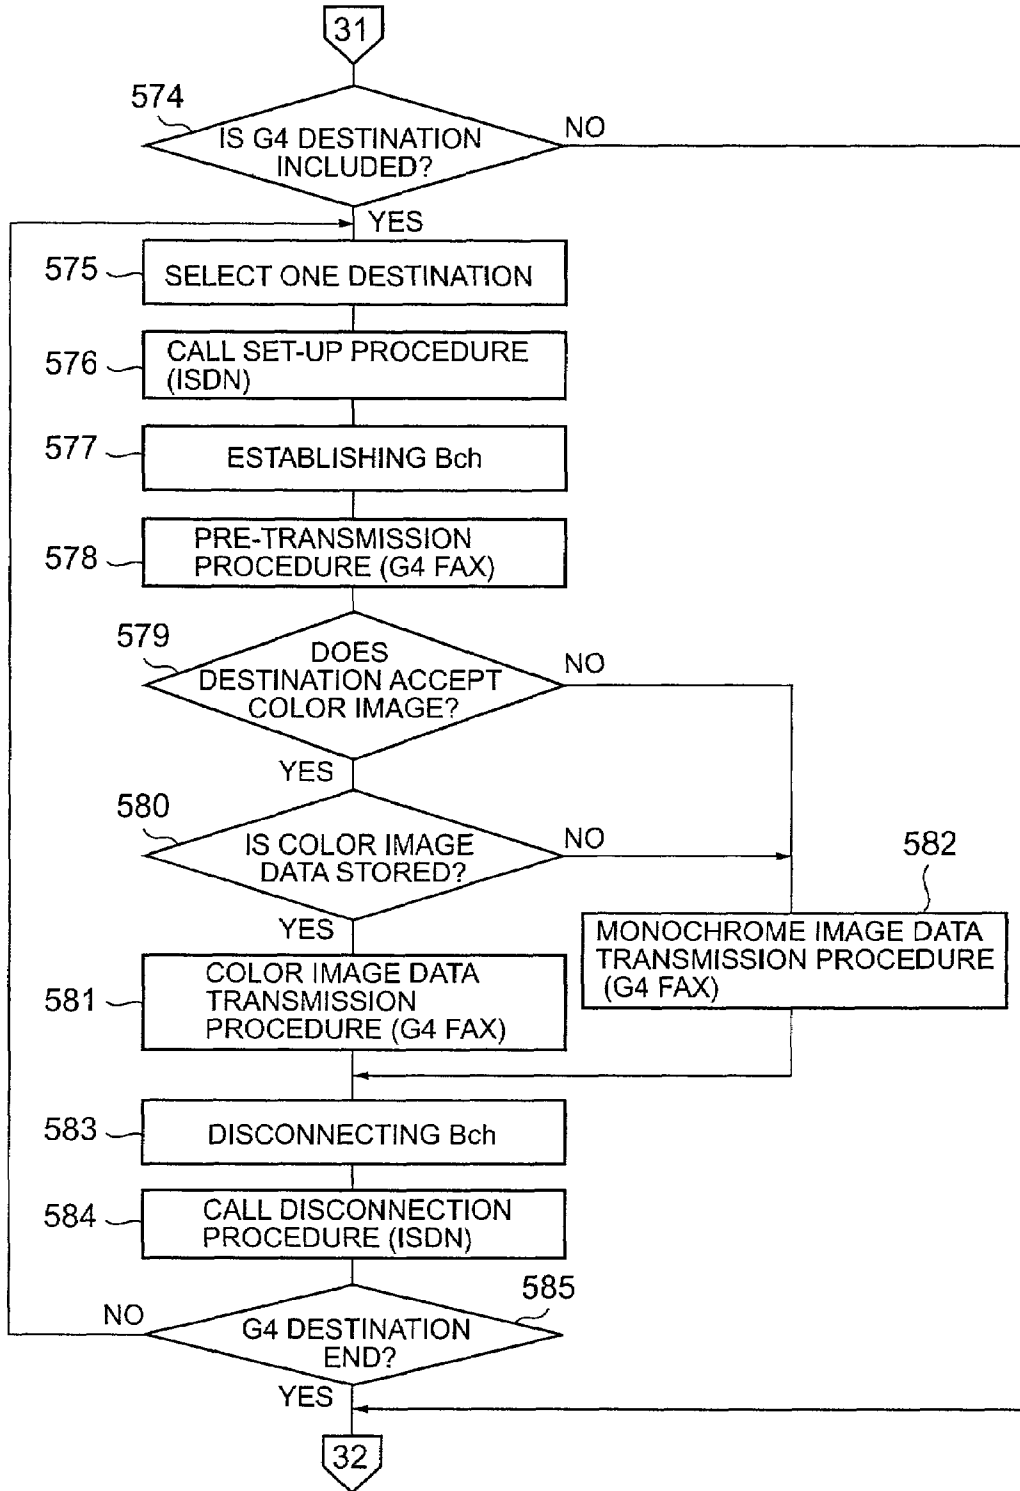 31
574
IS G4 DESTINATION
INCLUDED?
NO
YES
575
SELECT ONE DESTINATION
576
CALL SET-UP PROCEDURE
(ISDN)
577
ESTABLISHING Bch
578
PRE-TRANSMISSION
PROCEDURE (G4 FAX)
579
DOES
DESTINATION ACCEPT
COLOR IMAGE?
NO
YES
580
IS COLOR IMAGE
DATA STORED?
NO
YES
582
MONOCHROME IMAGE DATA
TRANSMISSION PROCEDURE
(G4 FAX)
581
COLOR IMAGE DATA
TRANSMISSION
PROCEDURE (G4 FAX)
583
DISCONNECTING Bch
584
CALL DISCONNECTION
PROCEDURE (ISDN)
585
NO
G4 DESTINATION
END?
YES
32